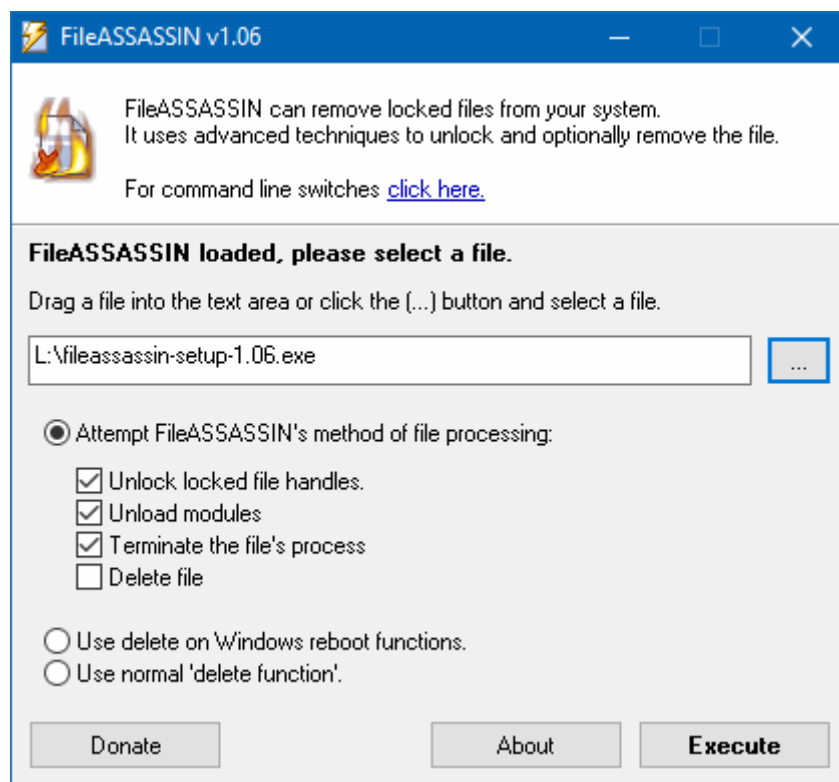 FileASSASSIN v1.06
FileASSASSIN can remove locked files from your system.
It uses advanced techniques to unlock and optionally remove the file.
For command line switches click here.
FileASSASSIN loaded, please select a file.
Drag a file into the text area or click the (...) button and select a file.
L:\fileassassin-setup-1.06.exe
...
Attempt FileASSASSIN's method of file processing:
Unlock locked file handles.
Unload modules
Terminate the file's process
Delete file
Use delete on Windows reboot functions.
Use normal 'delete function'.
Donate About Execute